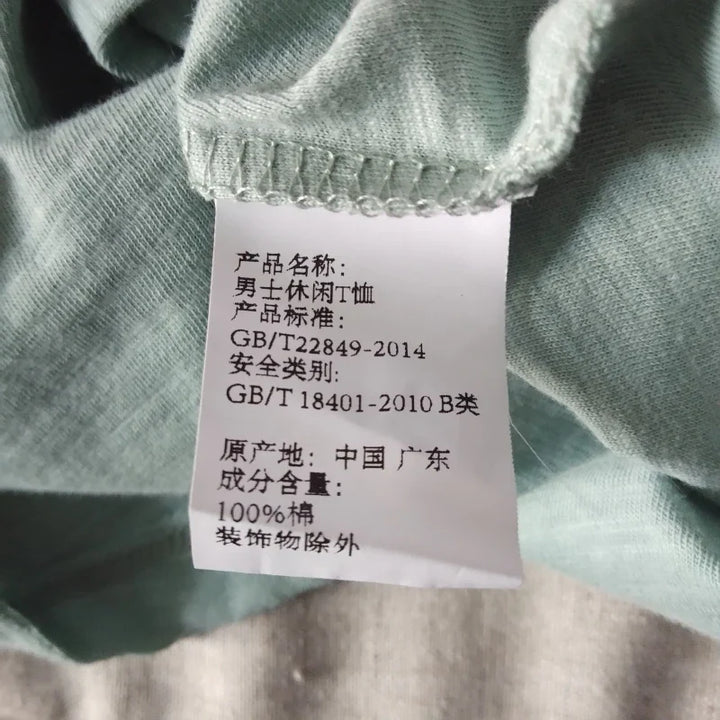 产品名称:
男士休闲T恤
产品标准:
GB/T22849-2014
安全类别:
GB/T 18401-2010 B类
原产地: 中国 广东
成分含量:
100%棉
装饰物除外